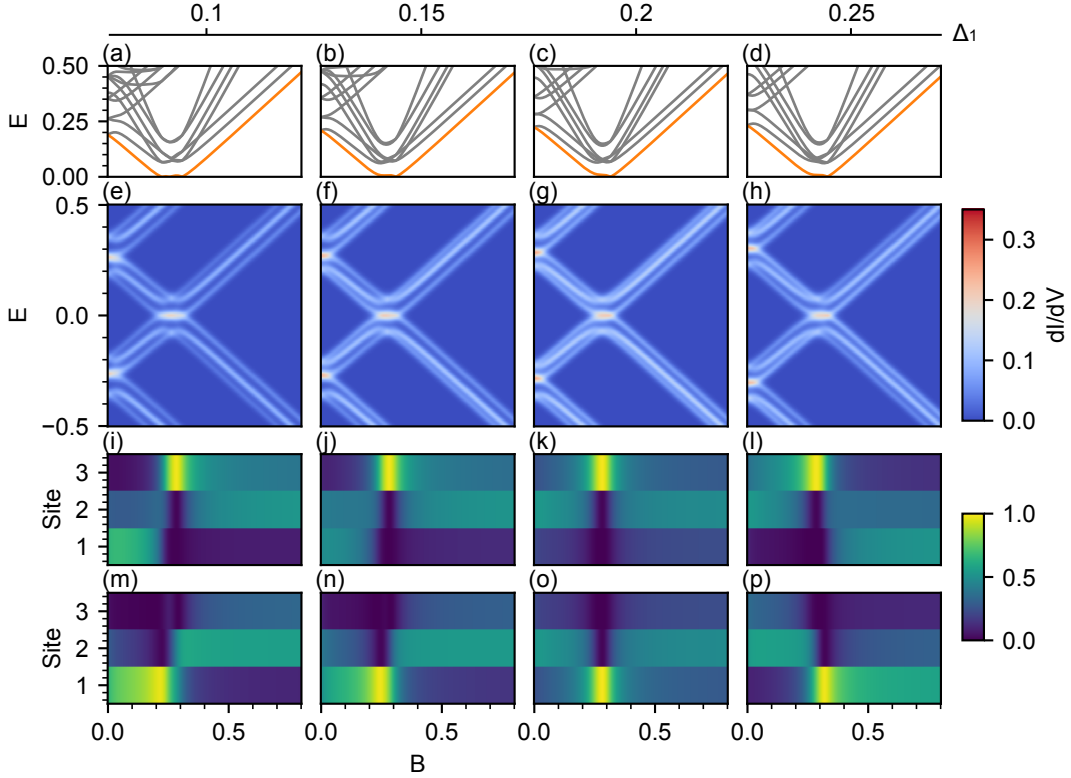 0.1 0.15 0.2 0.25
Δ1
(a) (b) (c) (d)
0.50
0.25
0.00
E
(e) (f) (g) (h)
0.5
0.0
−0.5
E
0.3
0.2
0.1
0.0
dI/dV
(i) (j) (k) (l)
3
2
1
Site
(m) (n) (o) (p)
3
2
1
Site
1.0
0.5
0.0
0.0 0.5 0.0 0.5 0.0 0.5 0.0 0.5
B